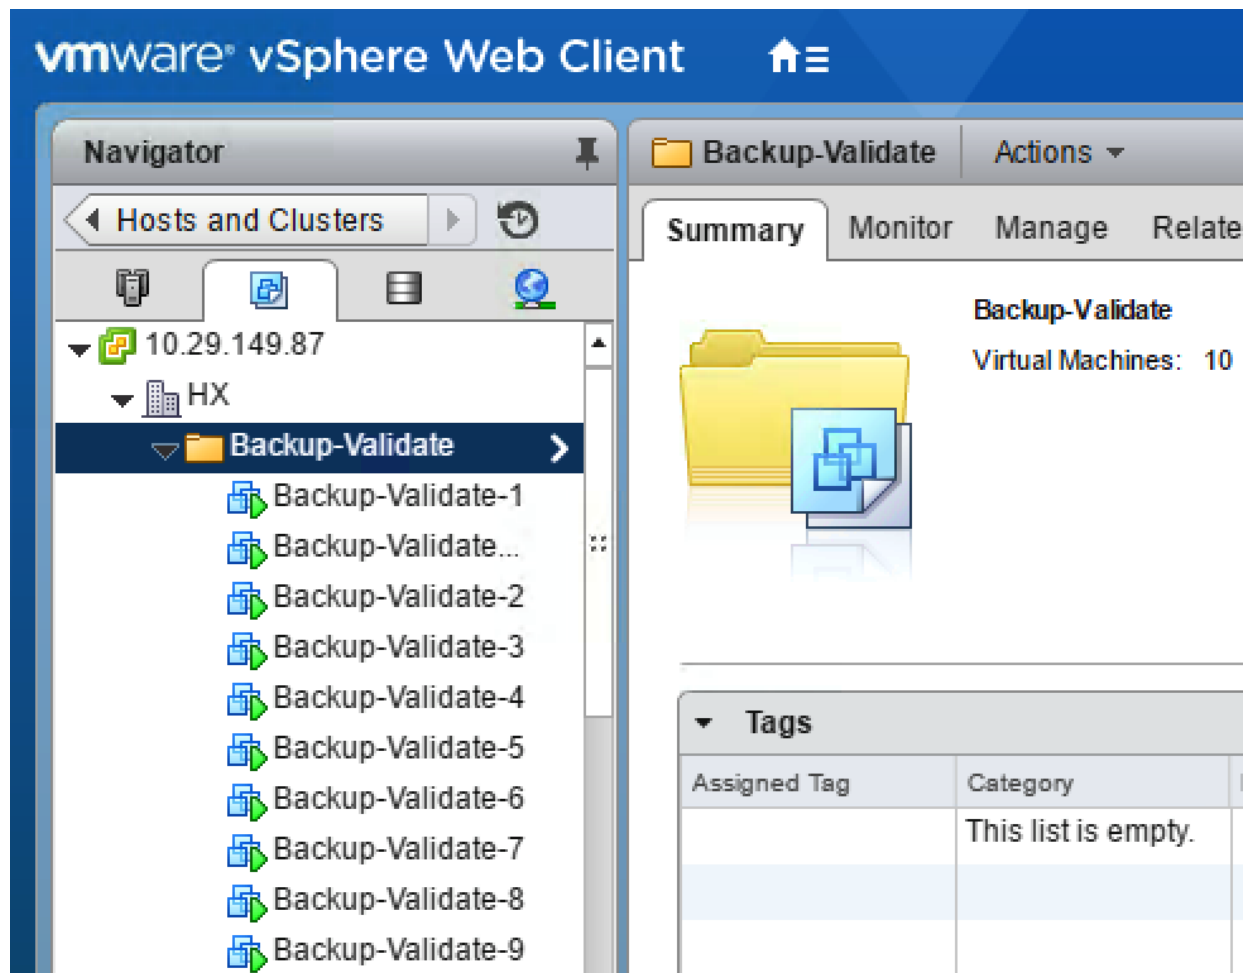 vmware® vSphere Web Client
Navigator
Hosts and Clusters
10.29.149.87
HX
Backup-Validate
Backup-Validate-1
Backup-Validate...
Backup-Validate-2
Backup-Validate-3
Backup-Validate-4
Backup-Validate-5
Backup-Validate-6
Backup-Validate-7
Backup-Validate-8
Backup-Validate-9
Backup-Validate Actions
Summary Monitor Manage Relate
Backup-Validate
Virtual Machines: 10
Tags
Assigned Tag Category
This list is empty.